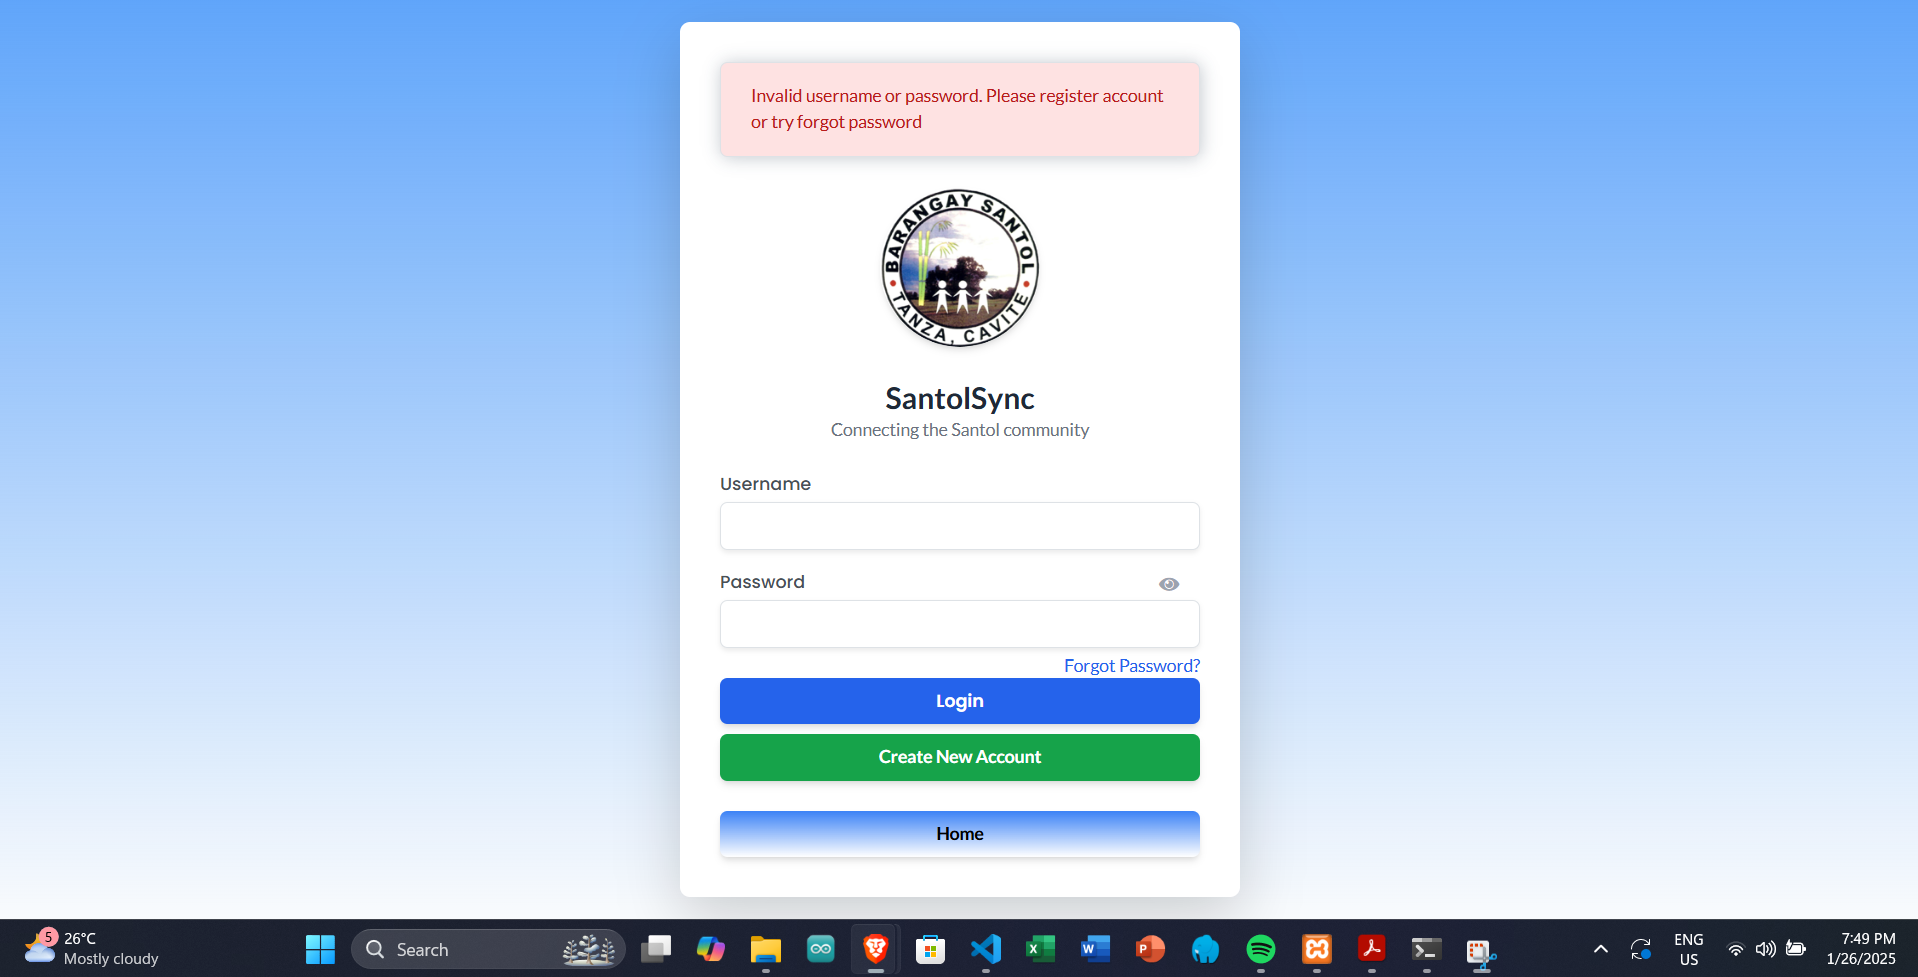 Invalid username or password. Please register account
or try forgot password
BARANGAY SANTOL
TANZA, CAVITE
SantolSync
Connecting the Santol community
Username
Password
Forgot Password?
Login
Create New Account
Home
5
26°C
Mostly cloudy
Search
ENG
US
7:49 PM
1/26/2025